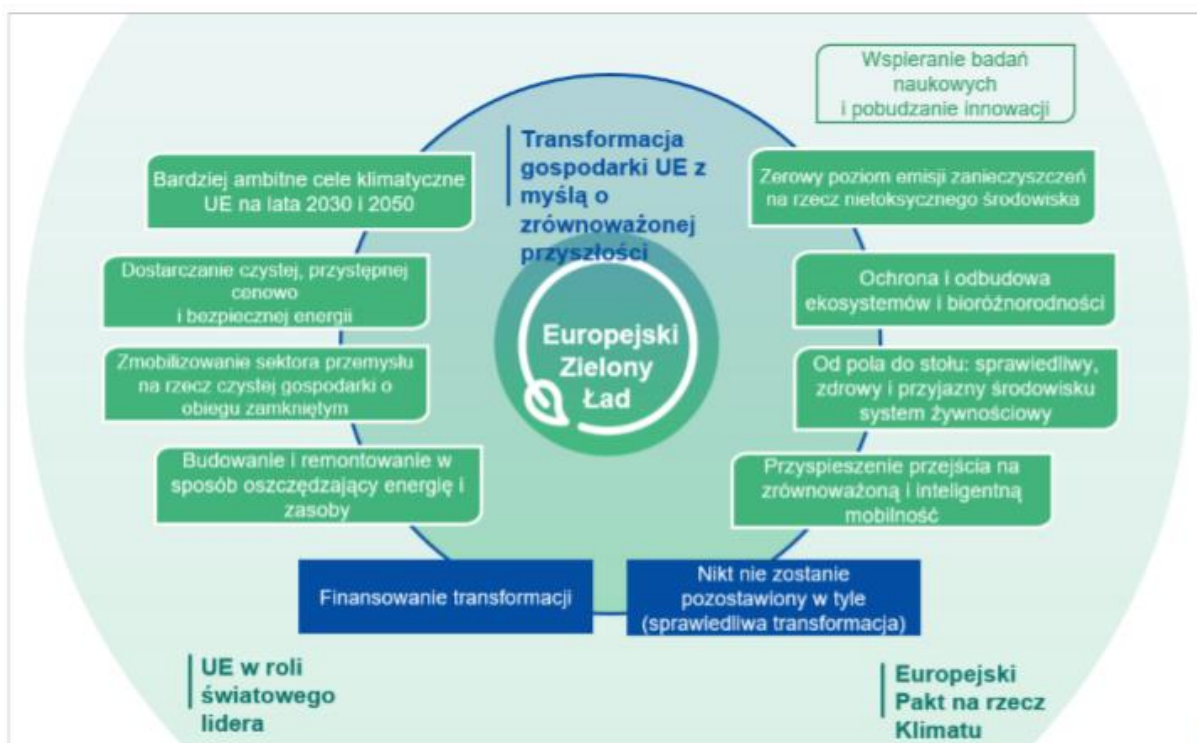 Wspieranie badań
naukowych
i pobudzanie innowacji
Transformacja
gospodarki UE z
myślą o
zrównoważonej
przyszłości
Bardziej ambitne cele klimatyczne
UE na lata 2030 i 2050
Dostarczanie czystej, przystępnej
cenowo
i bezpiecznej energii
Zmobilizowanie sektora przemysłu
na rzecz czystej gospodarki o
obiegu zamkniętym
Budowanie i remontowanie w
sposób oszczędzający energię i
zasoby
Europejski
Zielony
Ład
Zerowy poziom emisji zanieczyszczeń
na rzecz nietoksycznego środowiska
Ochrona i odbudowa
ekosystemów i bioróżnorodności
Od pola do stołu: sprawiedliwy,
zdrowy i przyjazny środowisku
system żywnościowy
Przyspieszenie przejścia na
zrównoważoną i inteligentną
mobilność
Finansowanie transformacji
Nikt nie zostanie
pozostawiony w tyle
(sprawiedliwa transformacja)
UE w roli
światowego
lidera
Europejski
Pakt na rzecz
Klimatu